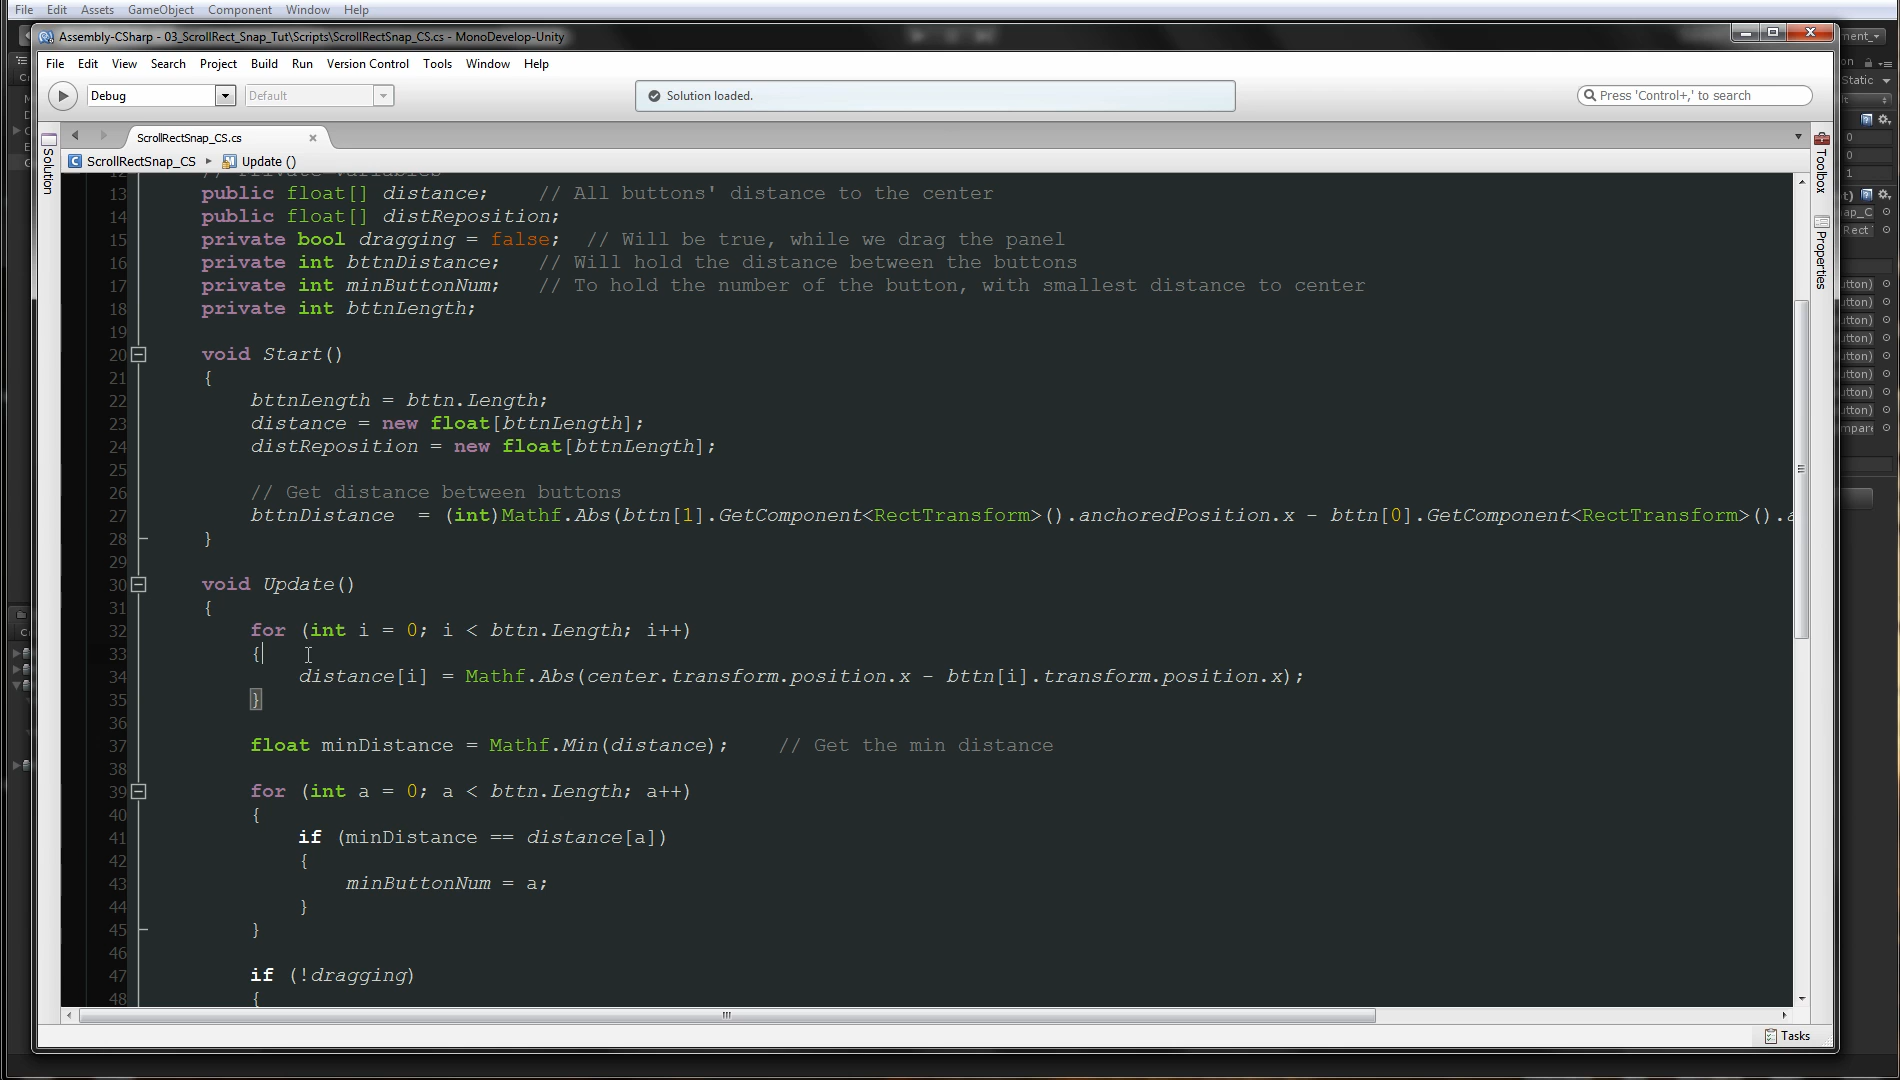 File Edit Assets GameObject Component Window Help
Assembly-CSharp - 03_ScrollRect_Snap_Tut\Scripts\ScrollRectSnap_CS.cs - MonoDevelop-Unity
File Edit View Search Project Build Run Version Control Tools Window Help
Debug Default Solution loaded. Press 'Control+,' to search
ScrollRectSnap_CS.cs
ScrollRectSnap_CS Update ()
Solution
Toolbox
Properties
12 // Private Variables
13 public float[] distance; // All buttons' distance to the center
14 public float[] distReposition;
15 private bool dragging = false; // Will be true, while we drag the panel
16 private int bttnDistance; // Will hold the distance between the buttons
17 private int minButtonNum; // To hold the number of the button, with smallest distance to center
18 private int bttnLength;
19
20 void Start()
21 {
22 bttnLength = bttn.Length;
23 distance = new float[bttnLength];
24 distReposition = new float[bttnLength];
25
26 // Get distance between buttons
27 bttnDistance = (int)Mathf.Abs(bttn[1].GetComponent<RectTransform>().anchoredPosition.x - bttn[0].GetComponent<RectTransform>().a
28 }
29
30 void Update()
31 {
32 for (int i = 0; i < bttn.Length; i++)
33 {
34 distance[i] = Mathf.Abs(center.transform.position.x - bttn[i].transform.position.x);
35 }
36
37 float minDistance = Mathf.Min(distance); // Get the min distance
38
39 for (int a = 0; a < bttn.Length; a++)
40 {
41 if (minDistance == distance[a])
42 {
43 minButtonNum = a;
44 }
45 }
46
47 if (!dragging)
48 {
Tasks